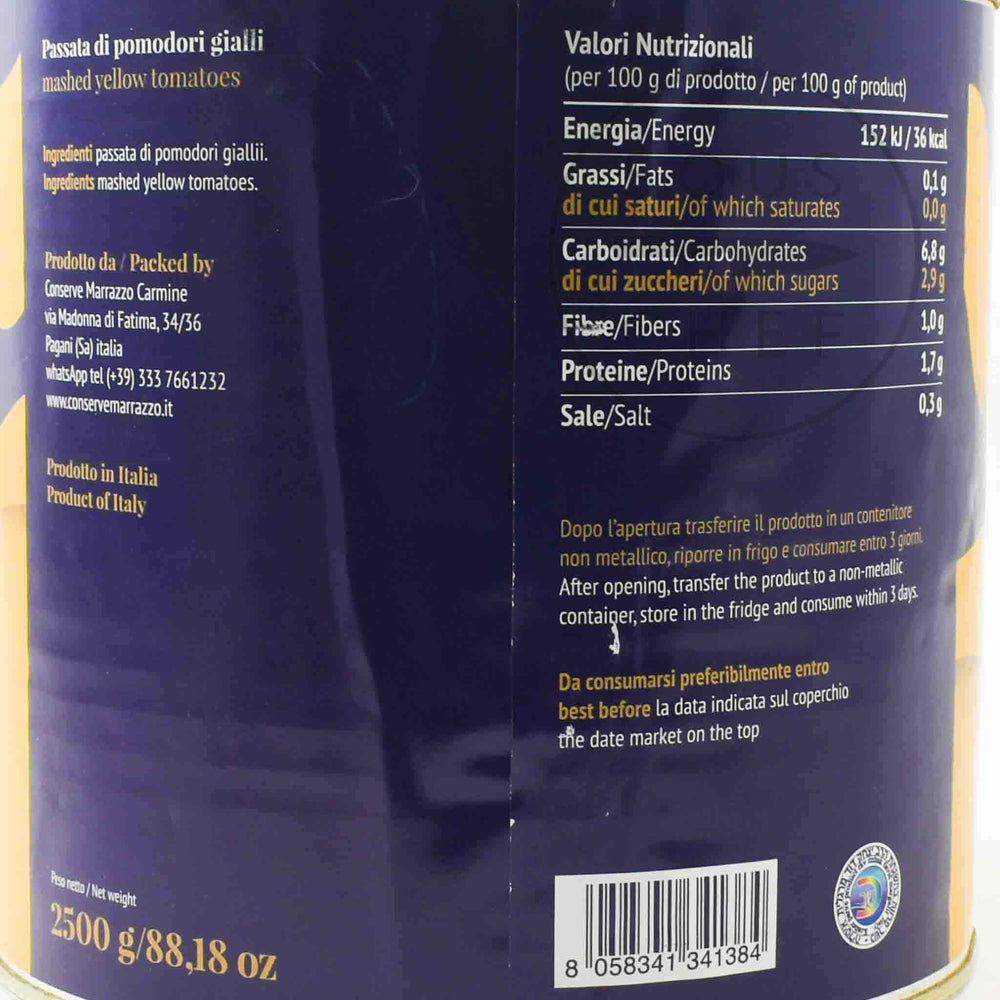 Passata di pomodori gialli
mashed yellow tomatoes
Ingredienti passata di pomodori giallii.
Ingredients mashed yellow tomatoes.
Prodotto da / Packed by
Conserve Marrazzo Carmine
via Madonna di Fatima, 34/36
Pagani (Sa) italia
whatsApp tel (+39) 333 7661232
www.conservemarrazzo.it
Prodotto in Italia
Product of Italy
Peso netto / Net weight
2500 g/88,18 oz
Valori Nutrizionali
(per 100 g di prodotto / per 100 g of product)
Energia/Energy 152 kJ / 36 kcal
Grassi/Fats 0,1 g
di cui saturi/of which saturates 0,0 g
Carboidrati/Carbohydrates 6,8 g
di cui zuccheri/of which sugars 2,9 g
Fibre/Fibers 1,0 g
Proteine/Proteins 1,7 g
Sale/Salt 0,3 g
Dopo l'apertura trasferire il prodotto in un contenitore
non metallico, riporre in frigo e consumare entro 3 giorni.
After opening, transfer the product to a non-metallic
container, store in the fridge and consume within 3 days.
Da consumarsi preferibilmente entro
best before la data indicata sul coperchio
the date market on the top
8 058341 341384